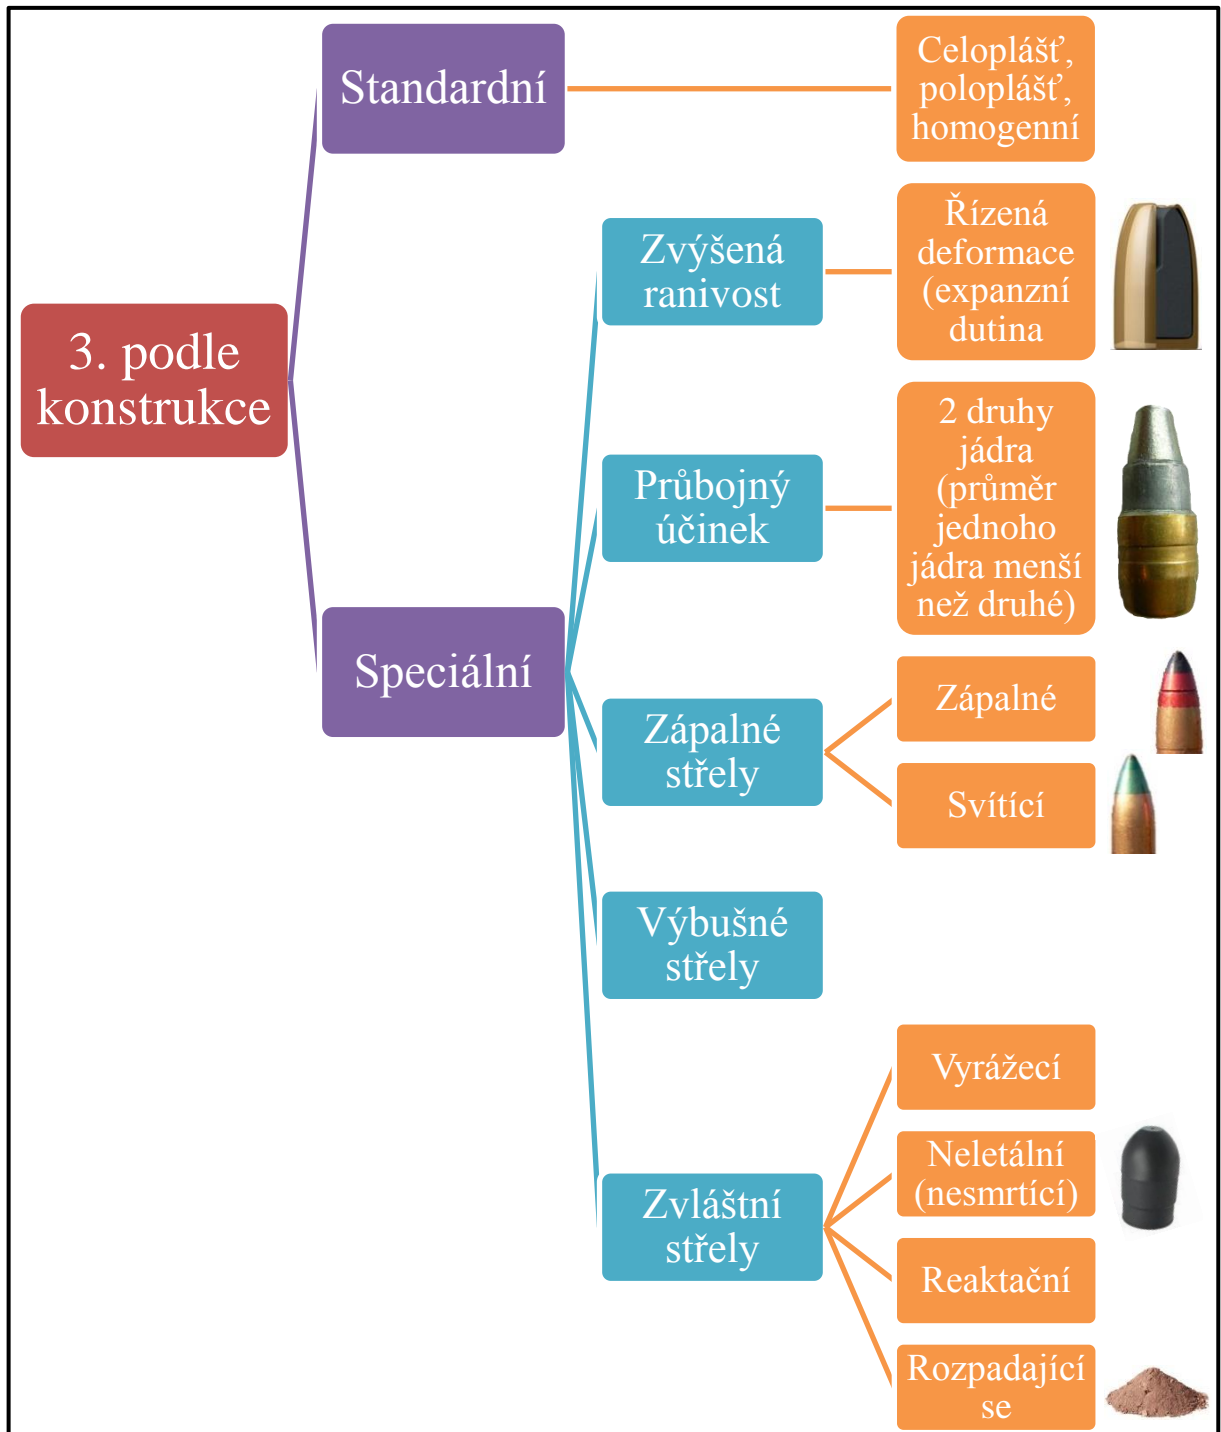 3. podle
konstrukce
Standardní
Celoplášť,
poloplášť,
homogenní
Speciální
Zvýšená
ranivost
Řízená
deformace
(expanzní
dutina
Průbojný
účinek
2 druhy
jádra
(průměr
jednoho
jádra menší
než druhé)
Zápalné
střely
Zápalné
Svítící
Výbušné
střely
Zvláštní
střely
Vyrážecí
Neletální
(nesmrtící)
Reaktační
Rozpadající
se